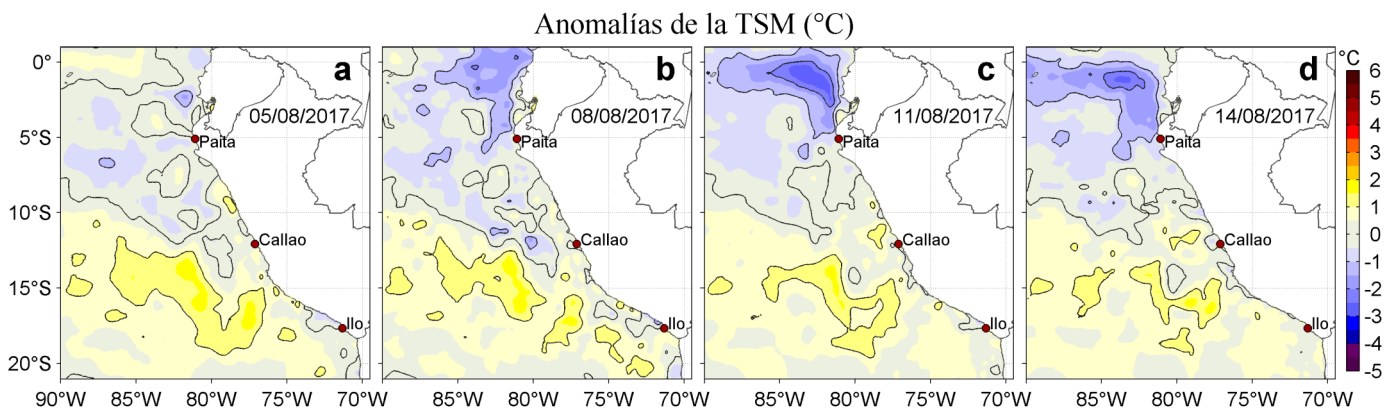 Anomalías de la TSM (°C)
a
05/08/2017
Paita
Callao
Ilo
b
08/08/2017
Paita
Callao
Ilo
c
11/08/2017
Paita
Callao
Ilo
d
14/08/2017
Paita
Callao
Ilo
0°
5°S
10°S
15°S
20°S
90°W 85°W 80°W 75°W 70°W
85°W 80°W 75°W 70°W
85°W 80°W 75°W 70°W
85°W 80°W 75°W 70°W
°C
6
5
4
3
2
1
0
-1
-2
-3
-4
-5